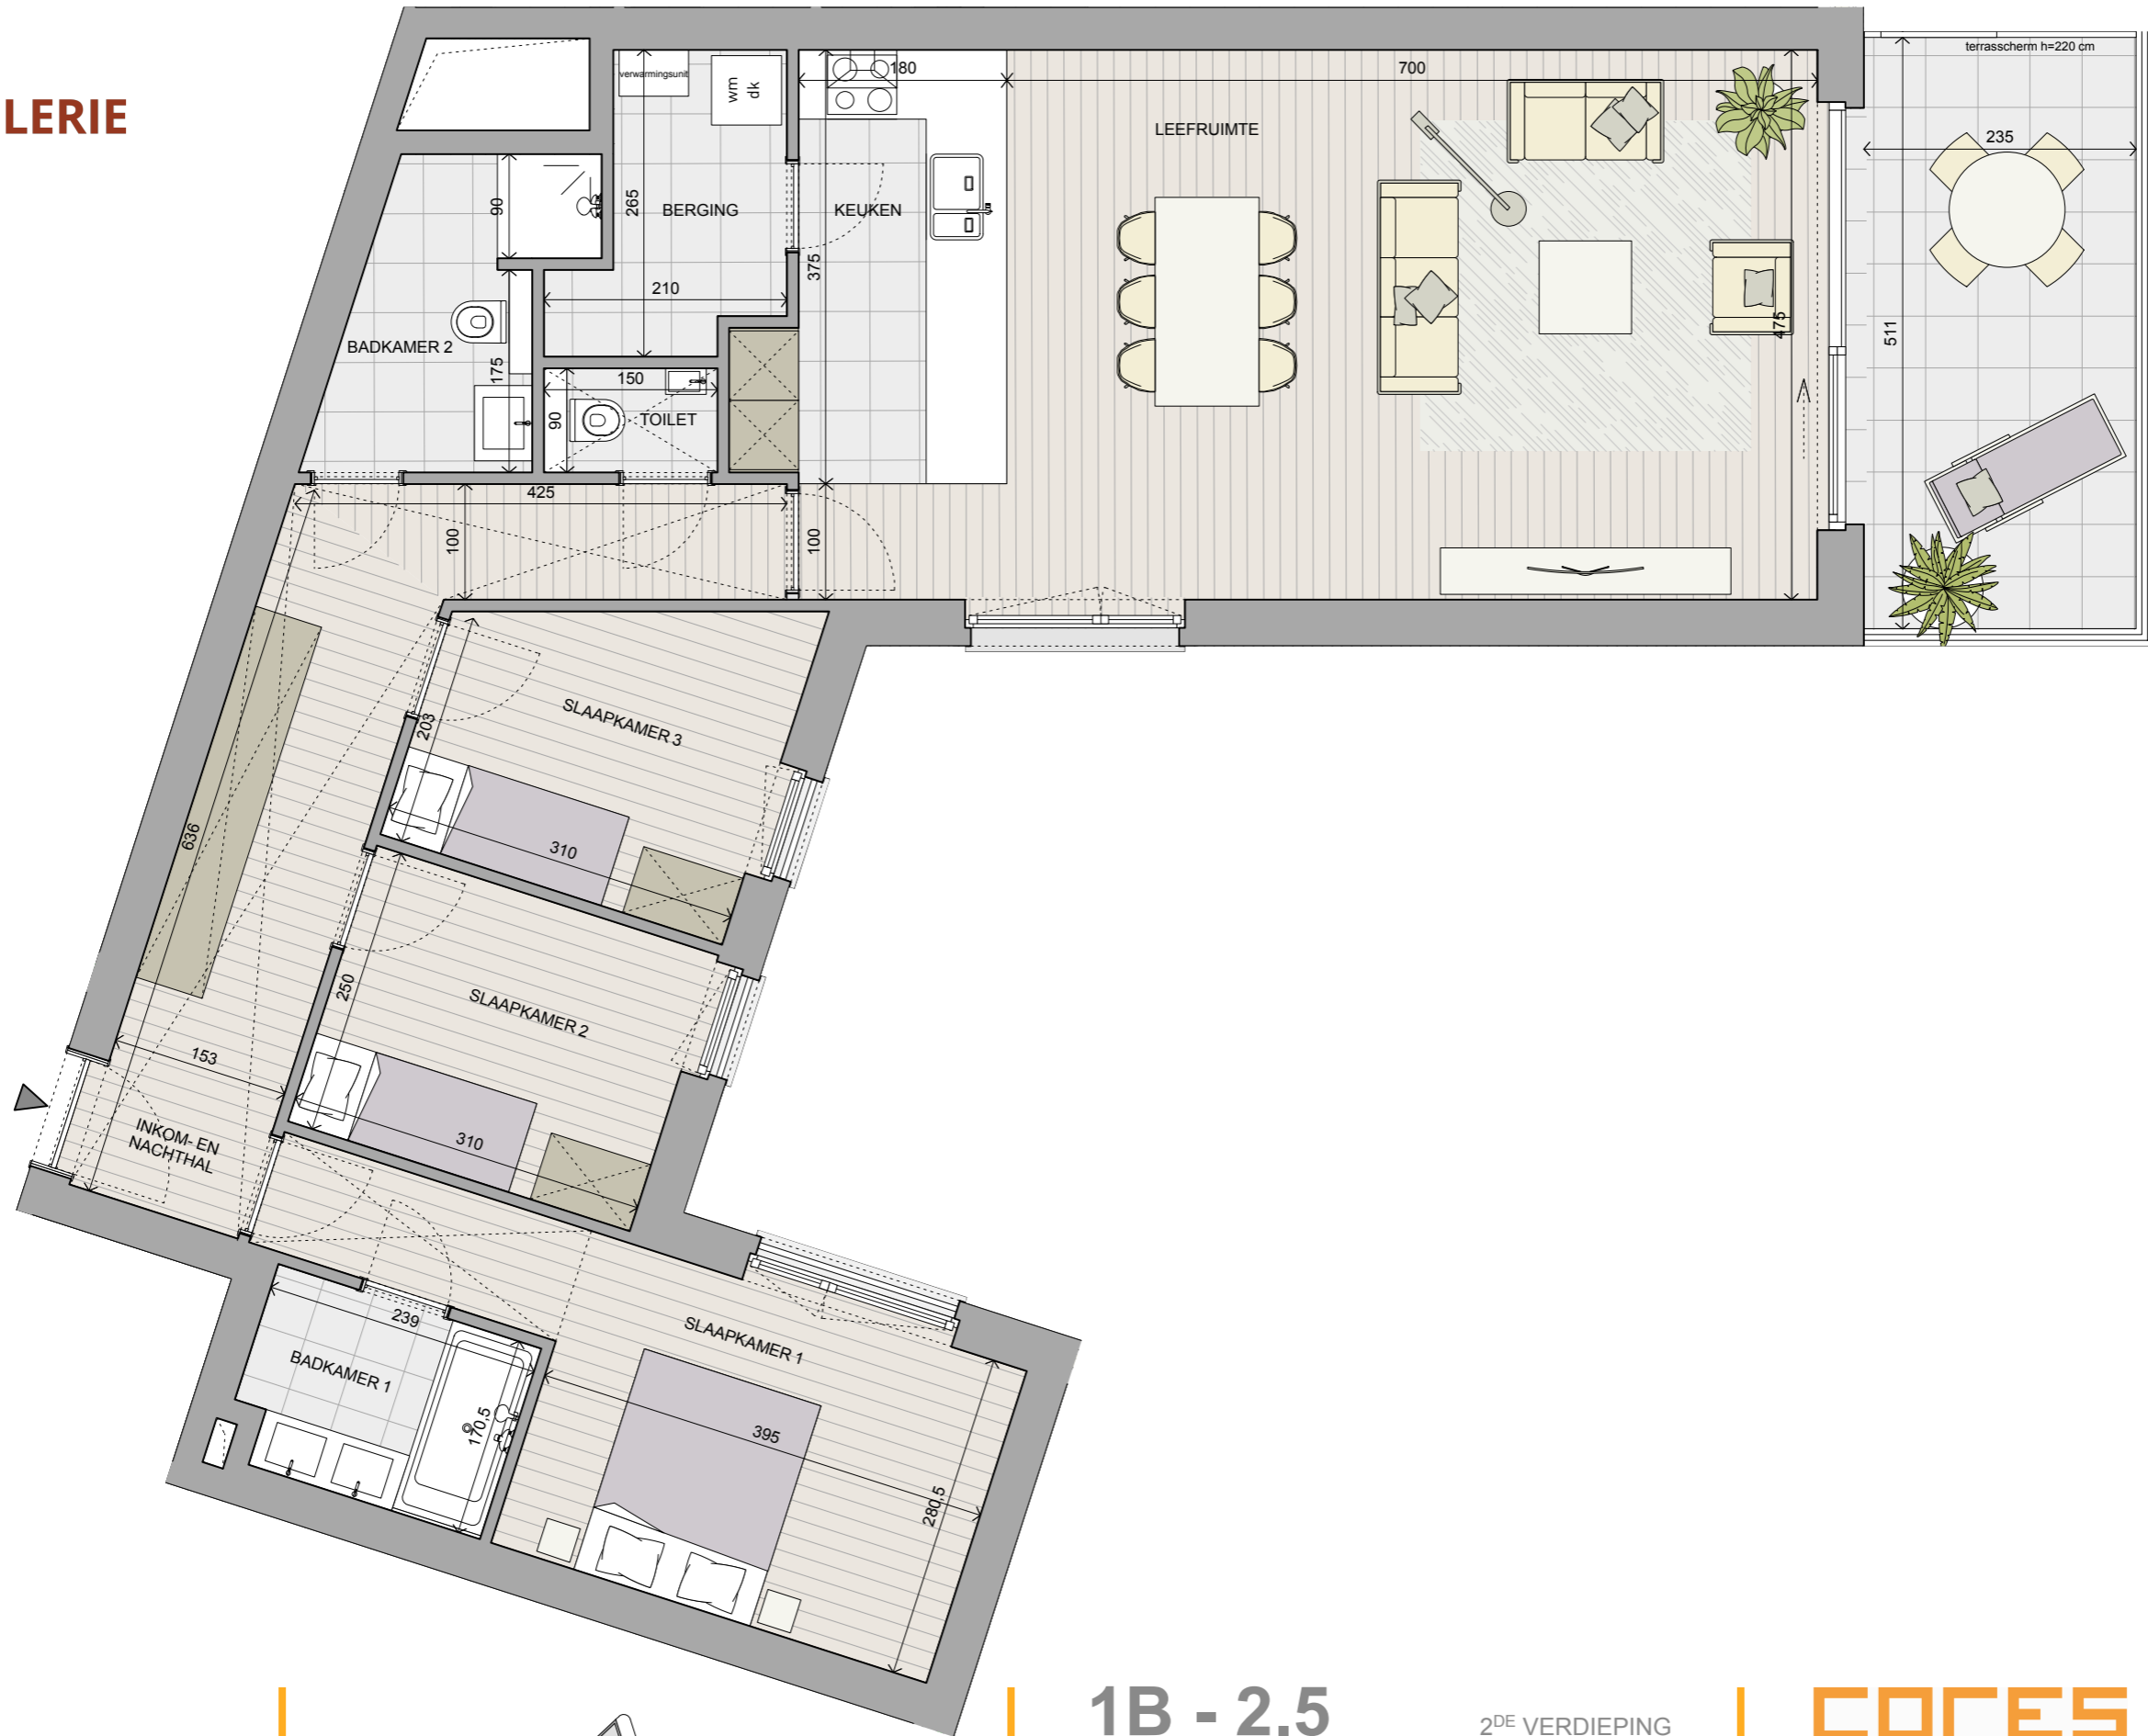 terrasscherm h=220 cm
LERIE
verwarmingsunit
wm
dk
180
700
LEEFRUIMTE
235
90
265
BERGING
KEUKEN
375
210
475
511
BADKAMER 2
175
150
90
TOILET
425
100
100
203
SLAAPKAMER 3
636
310
250
SLAAPKAMER 2
153
310
INKOM- EN
NACHTHAL
239
SLAAPKAMER 1
BADKAMER 1
170,5
395
280,5
1B - 2.5
2DE VERDIEPING
cores